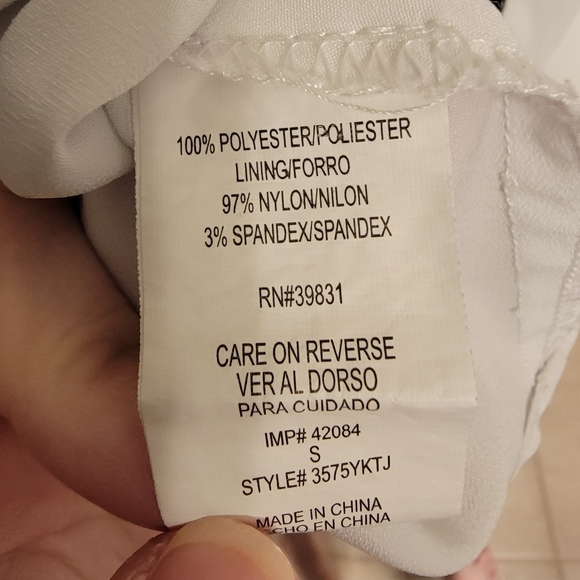 100% POLYESTER/POLIESTER
LINING/FORRO
97% NYLON/NILON
3% SPANDEX/SPANDEX
RN#39831
CARE ON REVERSE
VER AL DORSO
PARA CUIDADO
IMP# 42084
S
STYLE# 3575YKTJ
MADE IN CHINA
CHO EN CHINA